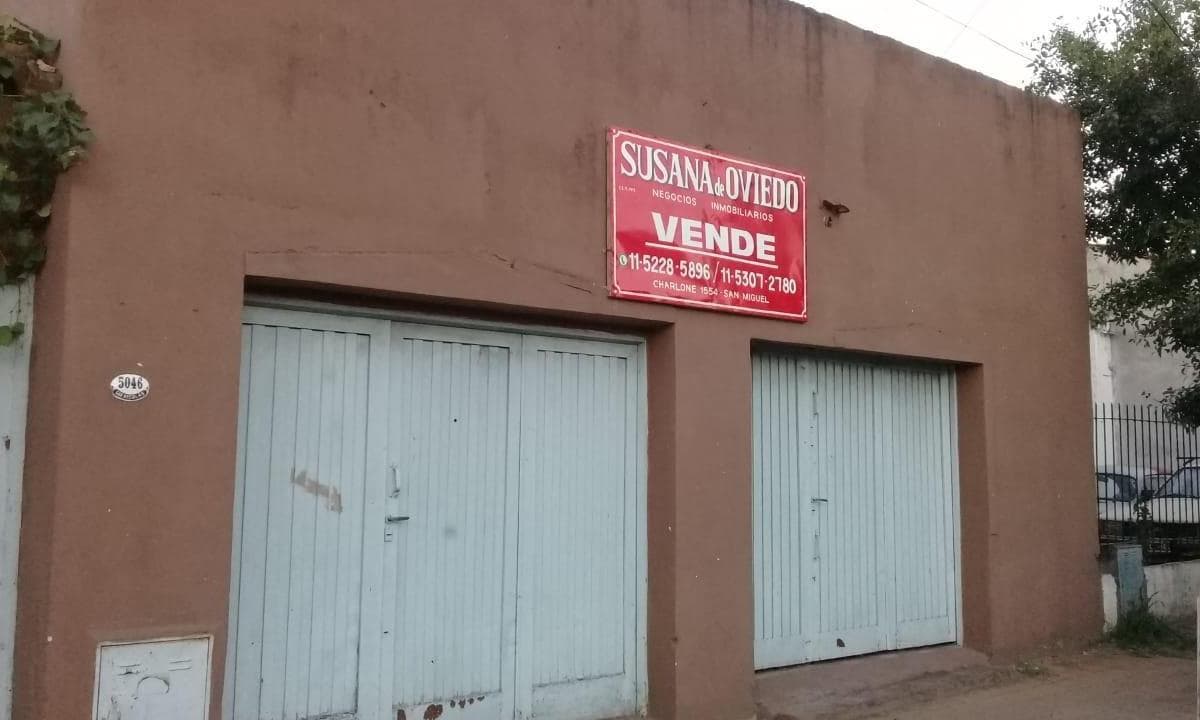 SUSANA de OVIEDO
NEGOCIOS INMOBILIARIOS
VENDE
11-5228-5896 / 11-5307-2780
CHARLONE 1554 - SAN MIGUEL
5046